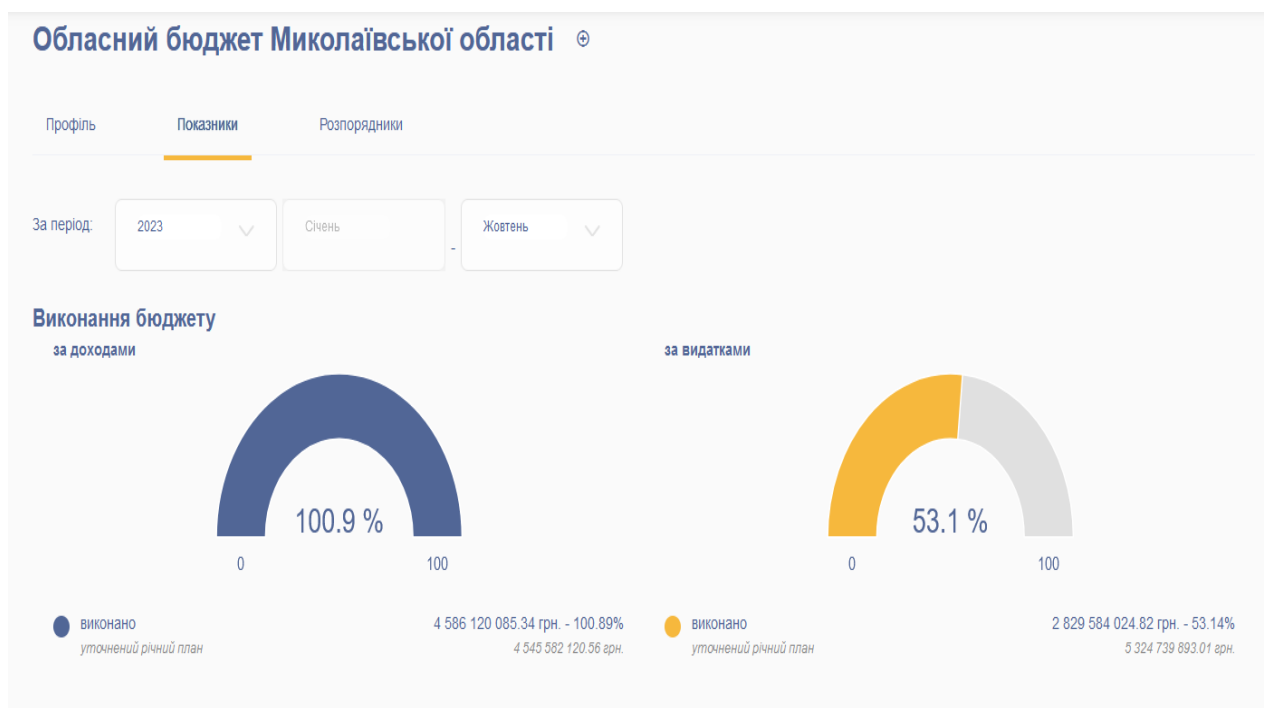 Обласний бюджет Миколаївської області
Профіль Показники Розпорядники
За період: 2023 Січень - Жовтень
Виконання бюджету
за доходами за видатками
100.9 % 53.1 %
0 100 0 100
виконано 4 586 120 085.34 грн. - 100.89% виконано 2 829 584 024.82 грн. - 53.14%
уточнений річний план 4 545 582 120.56 грн. уточнений річний план 5 324 739 893.01 грн.